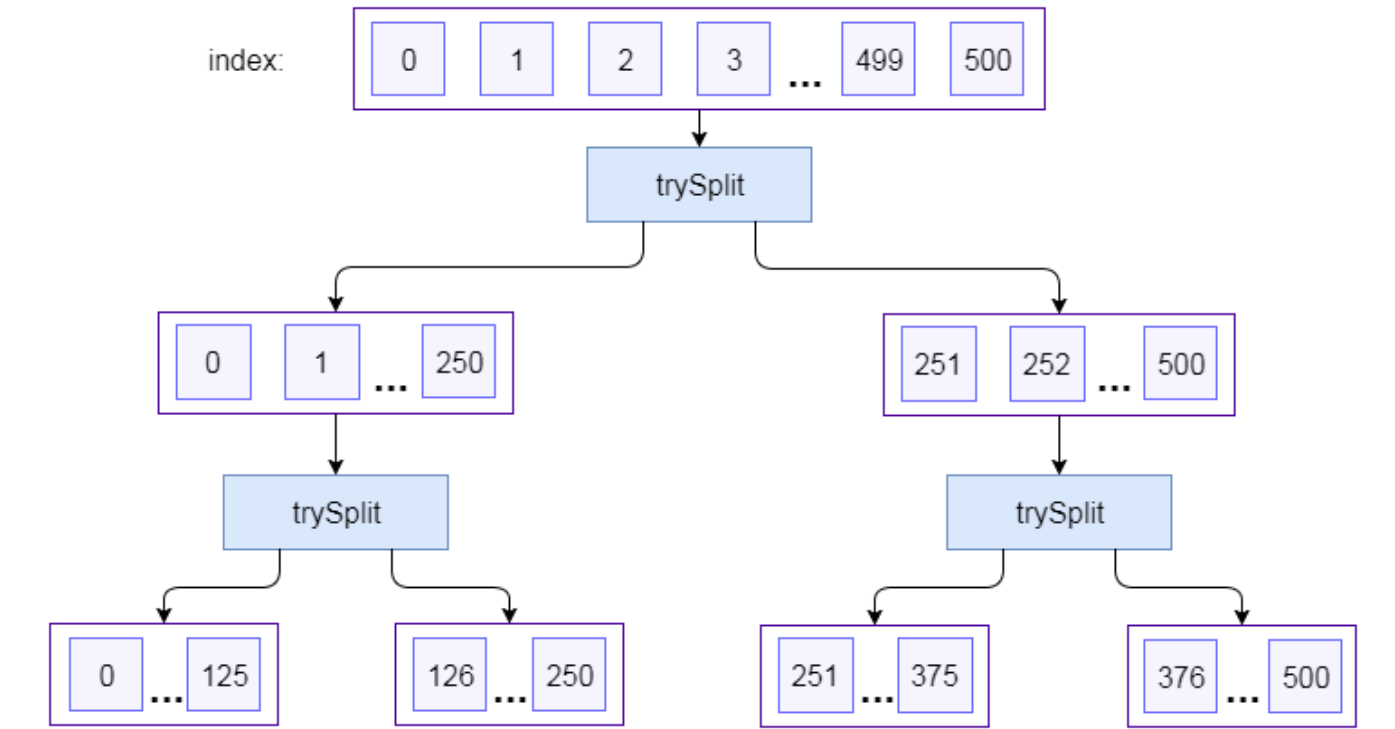 index: 0 1 2 3 ... 499 500
trySplit
0 1 ... 250 251 252 ... 500
trySplit trySplit
0 ... 125 126 ... 250 251 ... 375 376 ... 500